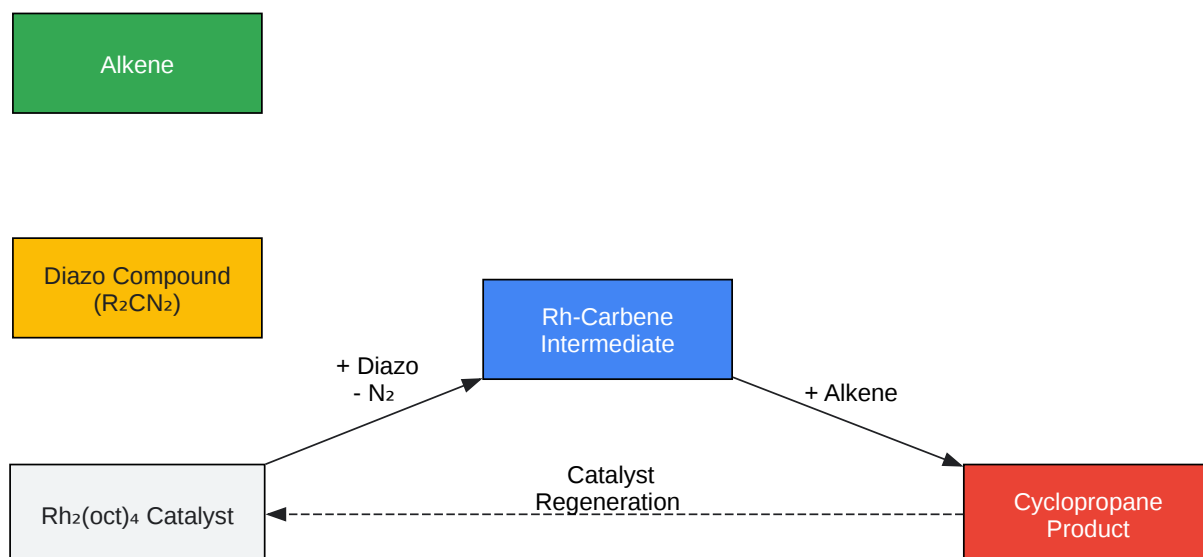 Alkene
Diazo Compound
(R₂CN₂)
Rh-Carbene
Intermediate
+ Diazo
- N₂
+ Alkene
Catalyst
Regeneration
Rh₂(oct)₄ Catalyst
Cyclopropane
Product